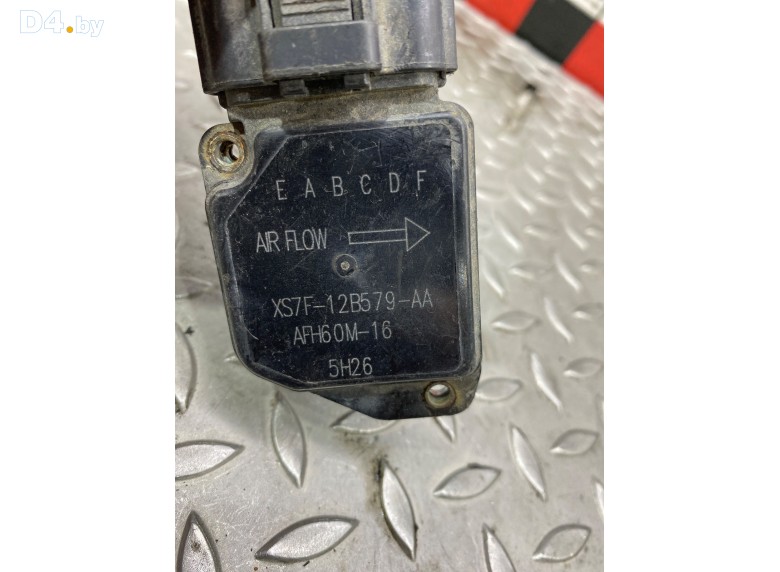 D4.by
E A B C D F
AIR FLOW
XS7F-12B579-AA
AFH60M-16
5H26